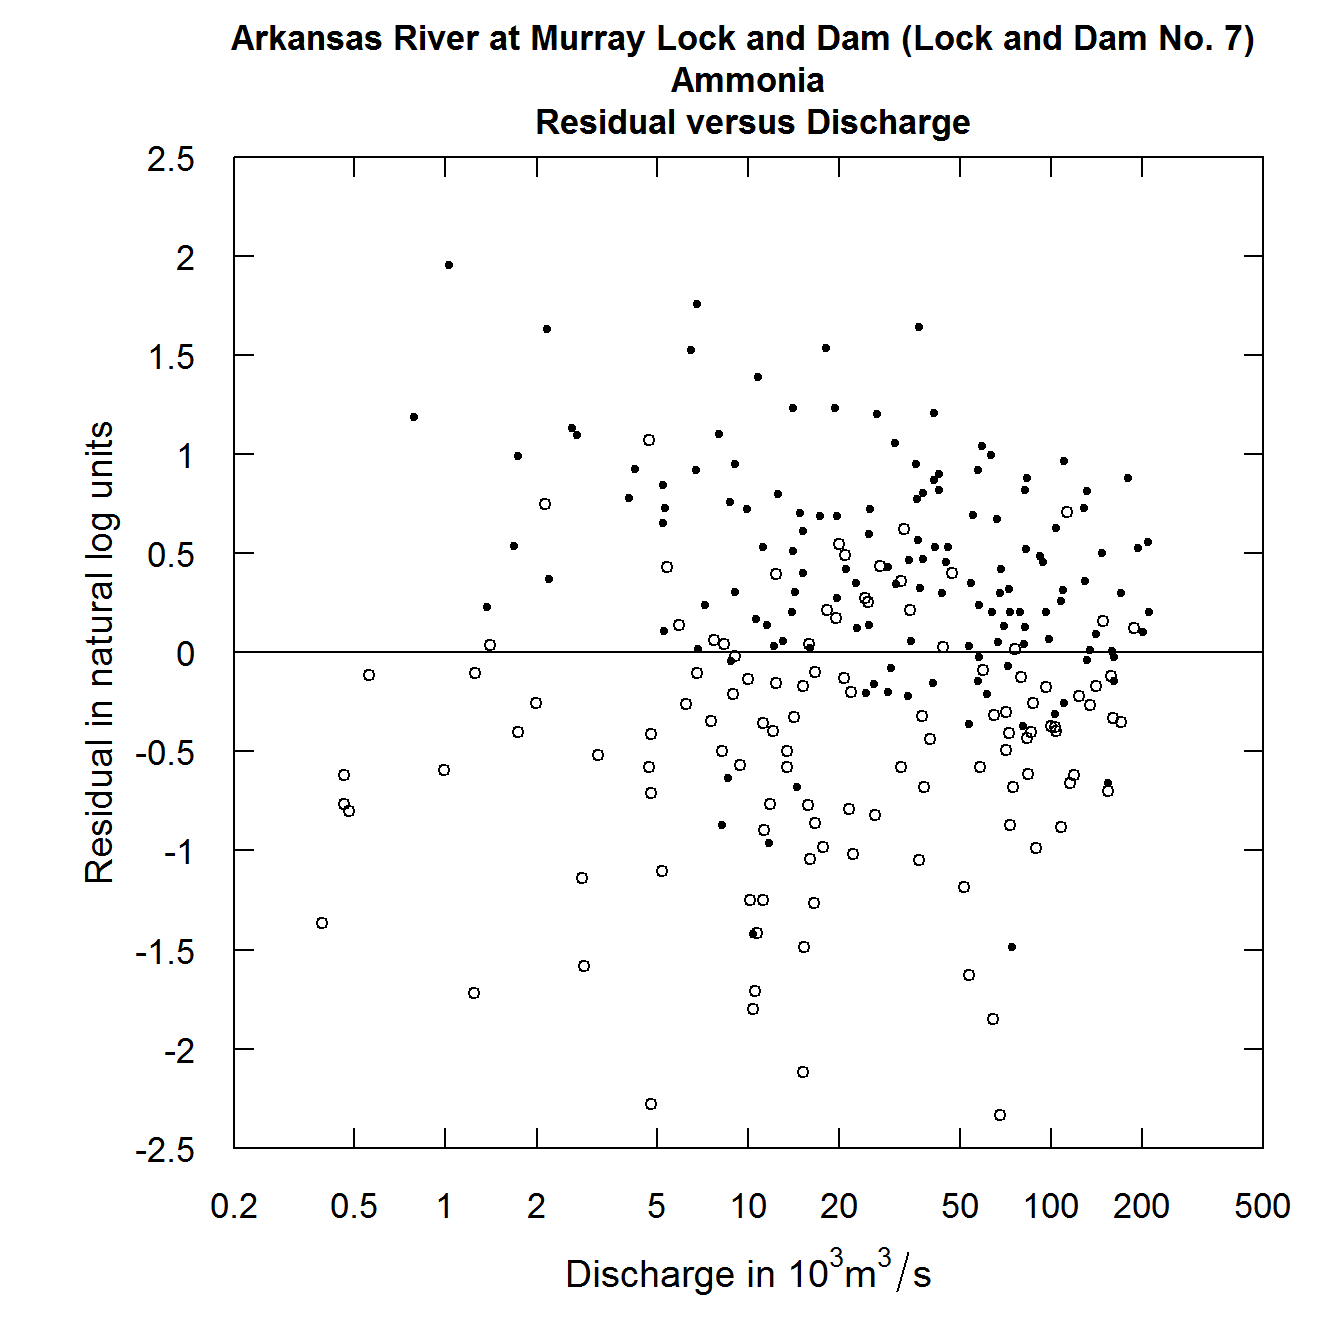 Arkansas River at Murray Lock and Dam (Lock and Dam No. 7)
Ammonia
Residual versus Discharge
2.5
2
1.5
1
0.5
0
-0.5
-1
-1.5
-2
-2.5
Residual in natural log units
0.2 0.5 1 2 5 10 20 50 100 200 500
Discharge in 10³m³/s